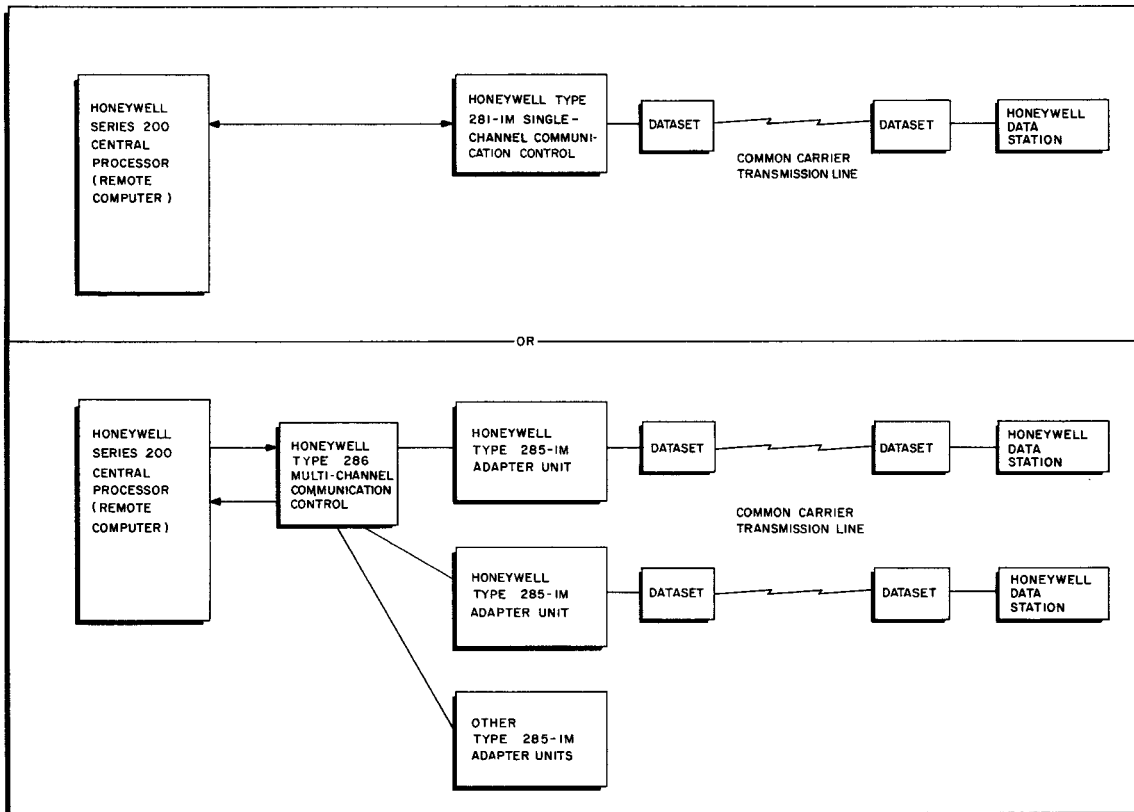 HONEYWELL
SERIES 200
CENTRAL
PROCESSOR
(REMOTE
COMPUTER)
HONEYWELL TYPE
281-1M SINGLE-
CHANNEL COMMUNI-
CATION CONTROL
DATASET
COMMON CARRIER
TRANSMISSION LINE
DATASET
HONEYWELL
DATA
STATION
OR
HONEYWELL
SERIES 200
CENTRAL
PROCESSOR
(REMOTE
COMPUTER)
HONEYWELL
TYPE 286
MULTI-CHANNEL
COMMUNICATION
CONTROL
HONEYWELL
TYPE 285-1M
ADAPTER UNIT
DATASET
DATASET
HONEYWELL
DATA
STATION
COMMON CARRIER
TRANSMISSION LINE
HONEYWELL
TYPE 285-1M
ADAPTER UNIT
DATASET
DATASET
HONEYWELL
DATA
STATION
OTHER
TYPE 285-1M
ADAPTER UNITS